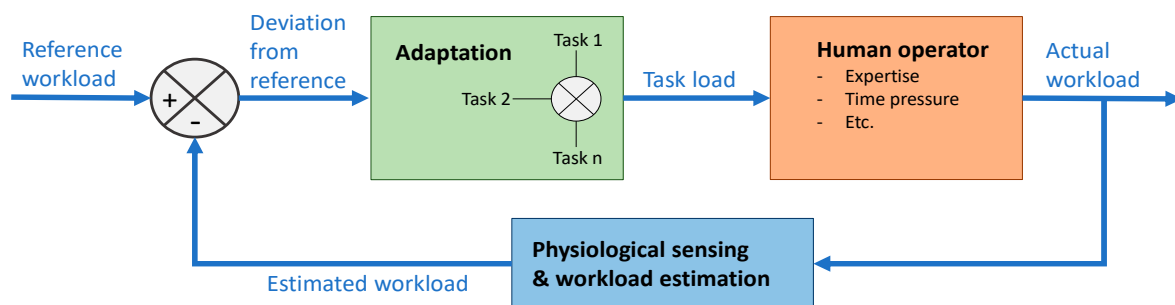 Reference
workload
+
-
Deviation
from
reference
Adaptation
Task 1
Task 2
Task n
Task load
Human operator
- Expertise
- Time pressure
- Etc.
Actual
workload
Physiological sensing
& workload estimation
Estimated workload